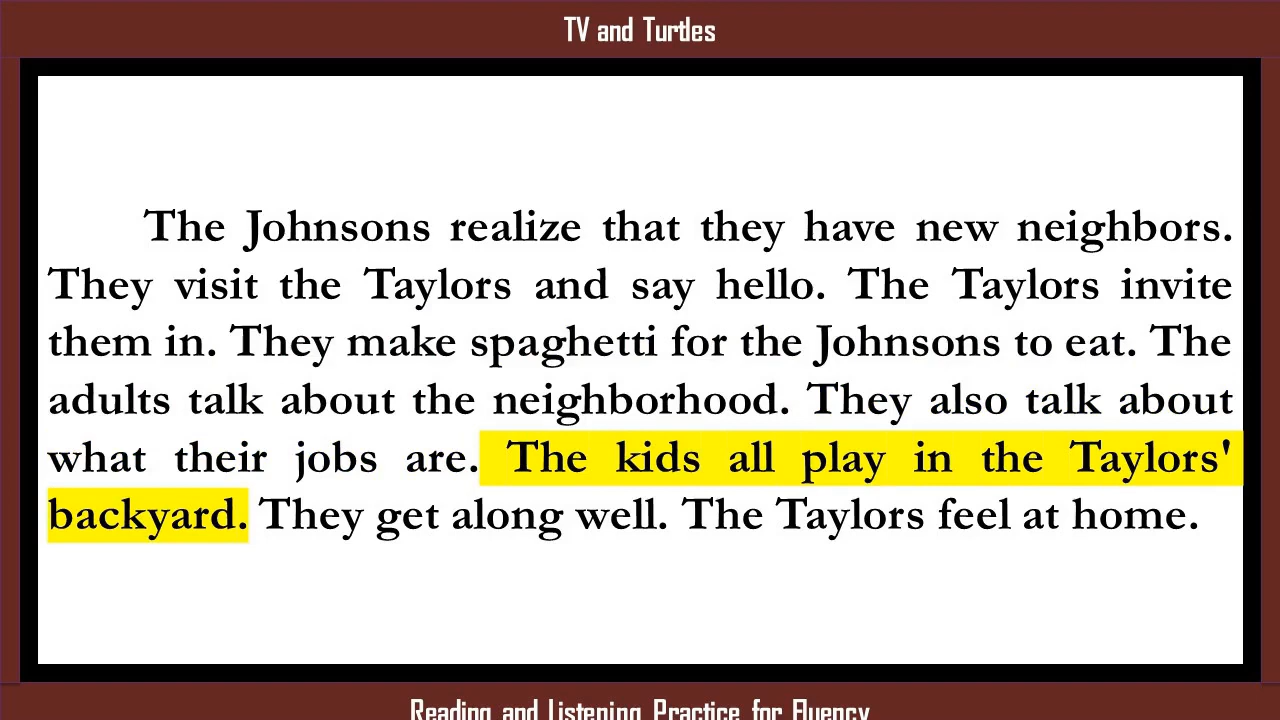 TV and Turtles
The Johnsons realize that they have new neighbors.
They visit the Taylors and say hello. The Taylors invite
them in. They make spaghetti for the Johnsons to eat. The
adults talk about the neighborhood. They also talk about
what their jobs are. The kids all play in the Taylors'
backyard. They get along well. The Taylors feel at home.
Reading and Listening Practice for Fluency